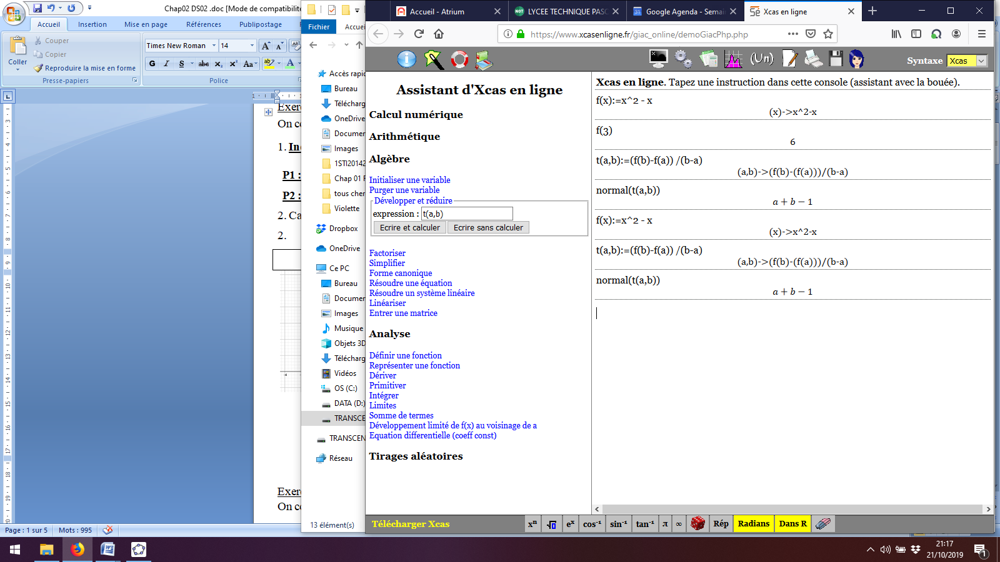 Chap02 DS02 .doc [Mode de compatibilité
Accueil Insertion Mise en page Références Publipostage
Coller
Couper
Copier
Reproduire la mise en forme
Presse-papiers
Times New Roman 14
G I S abc X₂ X² Aa
Police
Exer
On co
1. In
P1 :
P2 :
2. Ca
2.
Exer
On co
Page : 1 sur 5 Mots : 995
Fichier Accuei
Accès rapic
Bureau
Télécharg
OneDrive
Documen
Images
1STI20142
Chap 01 F
tous cher
Violette
Dropbox
OneDrive
Ce PC
Bureau
Documen
Images
Musique
Objets 3D
Télécharg
Vidéos
OS (C:)
DATA (D:)
TRANSCE
TRANSCEN
Réseau
13 élément(s)
Accueil - Atrium
LYCEE TECHNIQUE PASC
Google Agenda - Semai
Xcas en ligne
https://www.xcasenligne.fr/giac_online/demoGiacPhp.php
(Un)
Syntaxe Xcas
Assistant d'Xcas en ligne
Calcul numérique
Arithmétique
Algèbre
Initialiser une variable
Purger une variable
Développer et réduire
expression : t(a,b)
Ecrire et calculer Ecrire sans calculer
Factoriser
Simplifier
Forme canonique
Résoudre une équation
Résoudre un système linéaire
Linéariser
Entrer une matrice
Analyse
Définir une fonction
Représenter une fonction
Dériver
Primitiver
Intégrer
Limites
Somme de termes
Développement limité de f(x) au voisinage de a
Equation differentielle (coeff const)
Tirages aléatoires
Xcas en ligne. Tapez une instruction dans cette console (assistant avec la bouée).
f(x):=x^2 - x
(x)->x^2-x
f(3)
6
t(a,b):=(f(b)-f(a)) /(b-a)
(a,b)->(f(b)-(f(a)))/(b-a)
normal(t(a,b))
a + b − 1
f(x):=x^2 - x
(x)->x^2-x
t(a,b):=(f(b)-f(a)) /(b-a)
(a,b)->(f(b)-(f(a)))/(b-a)
normal(t(a,b))
a + b − 1
Télécharger Xcas
xⁿ √0 eˣ cos⁻¹ sin⁻¹ tan⁻¹ π ∞ Rép Radians Dans R
21:17
21/10/2019
1